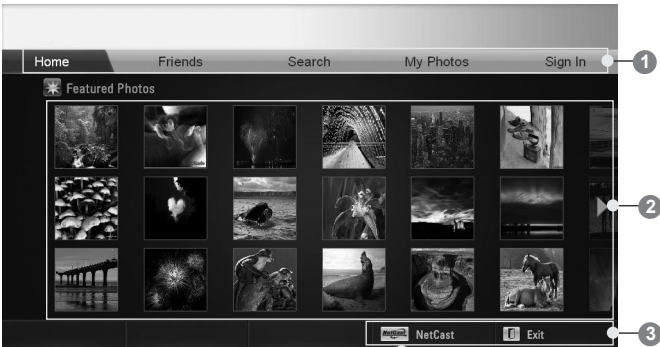 Home Friends Search My Photos Sign In
1
Featured Photos
2
NetCast NetCast Exit
3